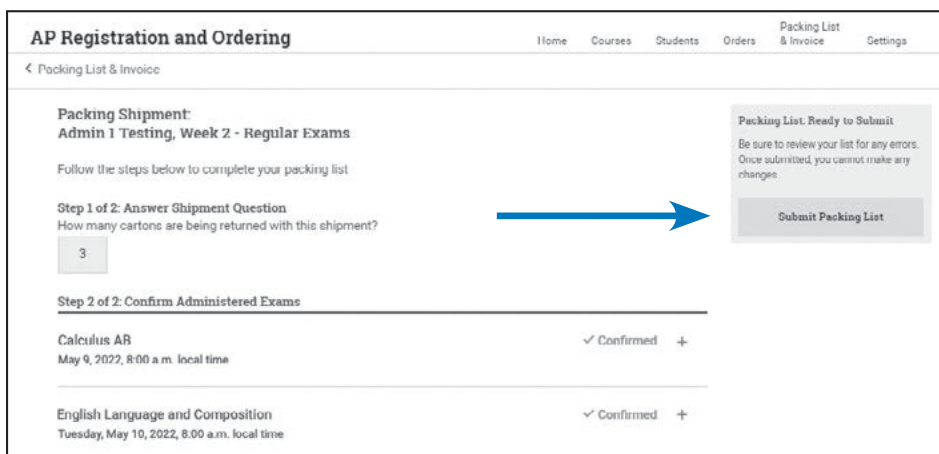 AP Registration and Ordering
Home Courses Students Orders Packing List & Invoice Settings
Packing List & Invoice
Packing Shipment:
Admin 1 Testing, Week 2 - Regular Exams
Follow the steps below to complete your packing list
Step 1 of 2: Answer Shipment Question
How many cartons are being returned with this shipment?
3
Step 2 of 2: Confirm Administered Exams
Calculus AB
Confirmed
May 9, 2022, 8:00 a.m. local time
English Language and Composition
Confirmed
Tuesday, May 10, 2022, 8:00 a.m. local time
Packing List: Ready to Submit
Be sure to review your list for any errors.
Once submitted, you cannot make any
changes
Submit Packing List